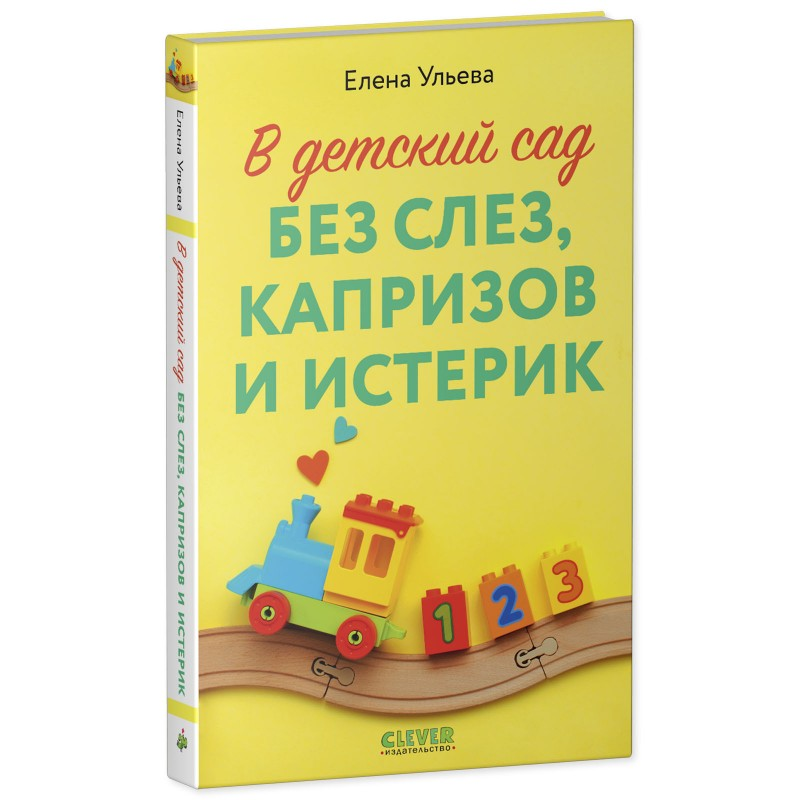 Елена Ульева
В детский сад
БЕЗ СЛЕЗ,
КАПРИЗОВ
И ИСТЕРИК
1 2 3
CLEVER
ИЗДАТЕЛЬСТВО
Елена Ульева
В детский сад
БЕЗ СЛЕЗ, КАПРИЗОВ И ИСТЕРИК